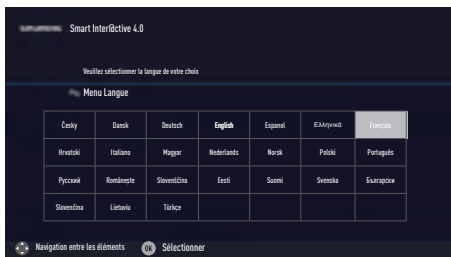 Smart Inter@ctive 4.0
Veuillez sélectionner la langue de votre choix
Menu Langue
Česky Dansk Deutsch English Espanol Ελληνικά Français
Hrvatski Italiano Magyar Nederlands Norsk Polski Português
Русский Româneşte Slovenščina Eesti Suomi Svenska Български
Slovenčina Lietuviu Türkçe
Navigation entre les éléments OK Sélectionner